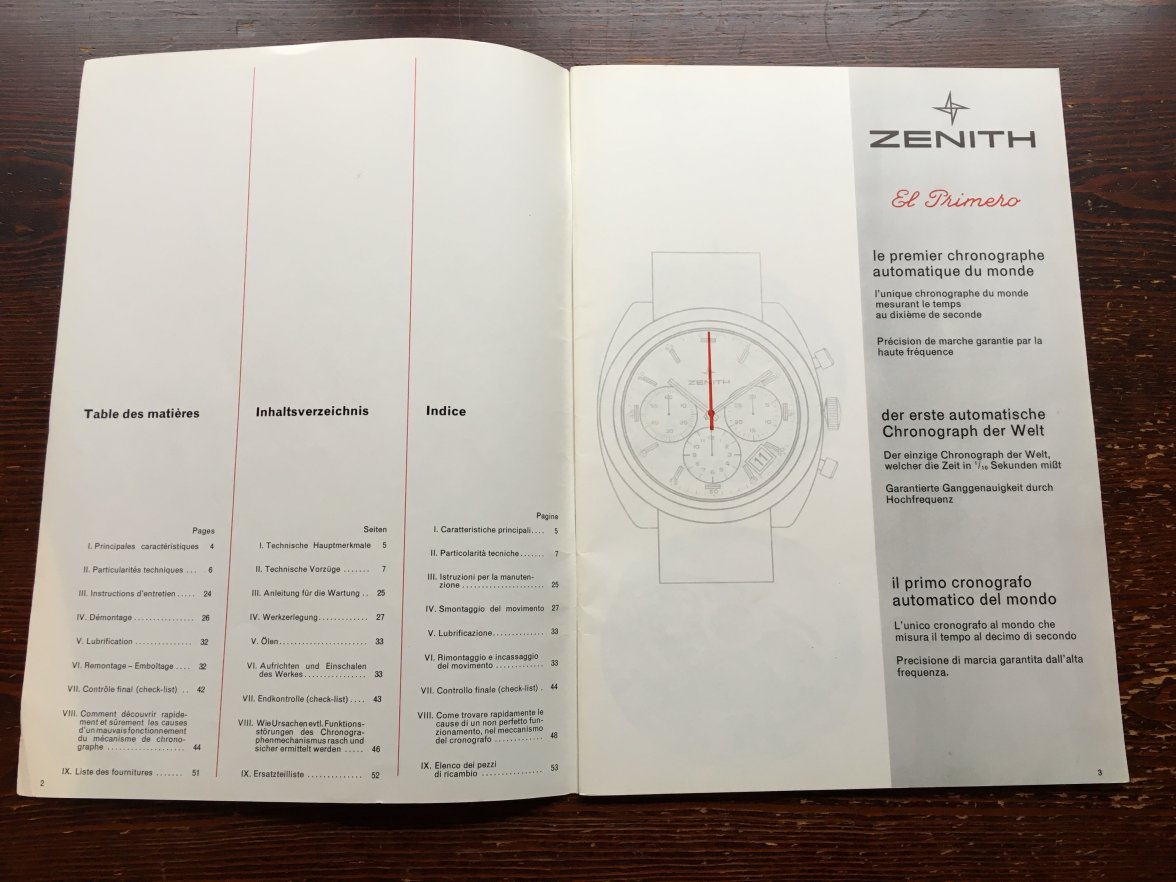 Table des matières
Pages
I. Principales caractéristiques 4
II. Particularités techniques ... 6
III. Instructions d'entretien ..... 24
IV. Démontage ............... 26
V. Lubrification ............. 32
VI. Remontage – Emboîtage .... 32
VII. Contrôle final (check-list) .. 42
VIII. Comment découvrir rapide-
ment et sûrement les causes
d'un mauvais fonctionnement
du mécanisme de chrono-
graphe .................... 44
IX. Liste des fournitures ....... 51
2
Inhaltsverzeichnis
Seiten
I. Technische Hauptmerkmale 5
II. Technische Vorzüge ....... 7
III. Anleitung für die Wartung .. 25
IV. Werkzerlegung ............. 27
V. Ölen ...................... 33
VI. Aufrichten und Einschalen
des Werkes ................ 33
VII. Endkontrolle (check-list) .... 43
VIII. Wie Ursachen evtl. Funktions-
störungen des Chronogra-
phenmechanismus rasch und
sicher ermittelt werden ..... 46
IX. Ersatzteilliste .............. 52
Indice
Pagine
I. Caratteristiche principali .... 5
II. Particolarità tecniche ....... 7
III. Istruzioni per la manuten-
zione ...................... 25
IV. Smontaggio del movimento 27
V. Lubrificazione ............. 33
VI. Rimontaggio e incassaggio
del movimento ............. 33
VII. Controllo finale (check-list) . 44
VIII. Come trovare rapidamente le
cause di un non perfetto fun-
zionamento, nel meccanismo
del cronografo ............. 48
IX. Elenco dei pezzi
di ricambio ................ 53
ZENITH
11
60
ZENITH
El Primero
le premier chronographe
automatique du monde
l'unique chronographe du monde
mesurant le temps
au dixième de seconde
Précision de marche garantie par la
haute fréquence
der erste automatische
Chronograph der Welt
Der einzige Chronograph der Welt,
welcher die Zeit in 1/10 Sekunden mißt
Garantierte Ganggenauigkeit durch
Hochfrequenz
il primo cronografo
automatico del mondo
L'unico cronografo al mondo che
misura il tempo al decimo di secondo
Precisione di marcia garantita dall'alta
frequenza.
3